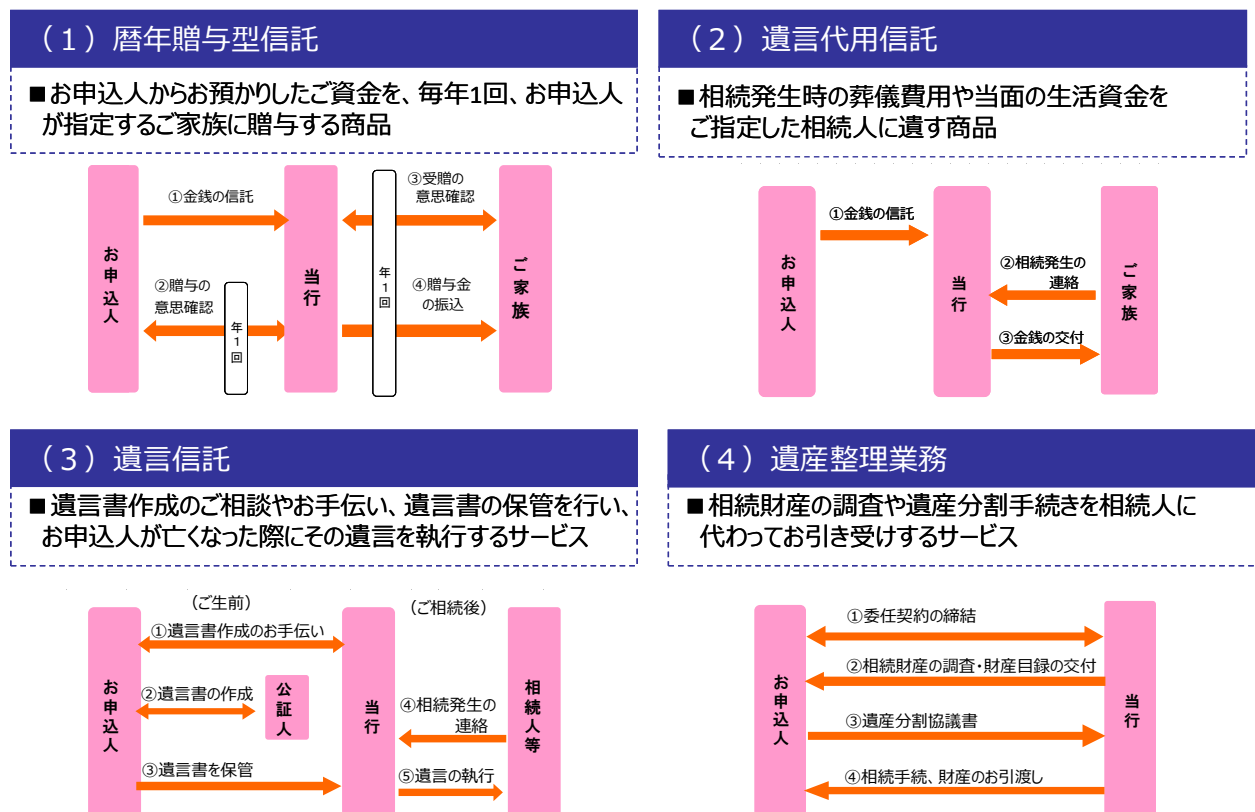 （１）暦年贈与型信託
■お申込人からお預かりしたご資金を、毎年1回、お申込人
が指定するご家族に贈与する商品
お申込人
①金銭の信託
②贈与の
意思確認
年1回
当行
年1回
③受贈の
意思確認
④贈与金
の振込
ご家族
（２）遺言代用信託
■相続発生時の葬儀費用や当面の生活資金を
ご指定した相続人に遺す商品
お申込人
①金銭の信託
当行
②相続発生の
連絡
③金銭の交付
ご家族
（３）遺言信託
■遺言書作成のご相談やお手伝い、遺言書の保管を行い、
お申込人が亡くなった際にその遺言を執行するサービス
お申込人
（ご生前）
①遺言書作成のお手伝い
②遺言書の作成
公証人
③遺言書を保管
当行
（ご相続後）
④相続発生の
連絡
⑤遺言の執行
相続人等
（４）遺産整理業務
■相続財産の調査や遺産分割手続きを相続人に
代わってお引き受けするサービス
お申込人
①委任契約の締結
②相続財産の調査・財産目録の交付
③遺産分割協議書
④相続手続、財産のお引渡し
当行